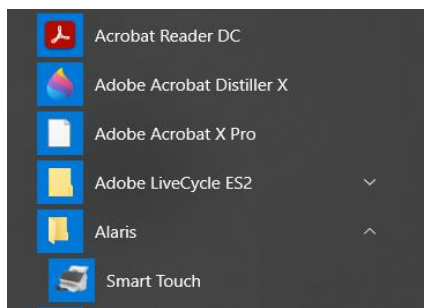 Acrobat Reader DC
Adobe Acrobat Distiller X
Adobe Acrobat X Pro
Adobe LiveCycle ES2
Alaris
Smart Touch